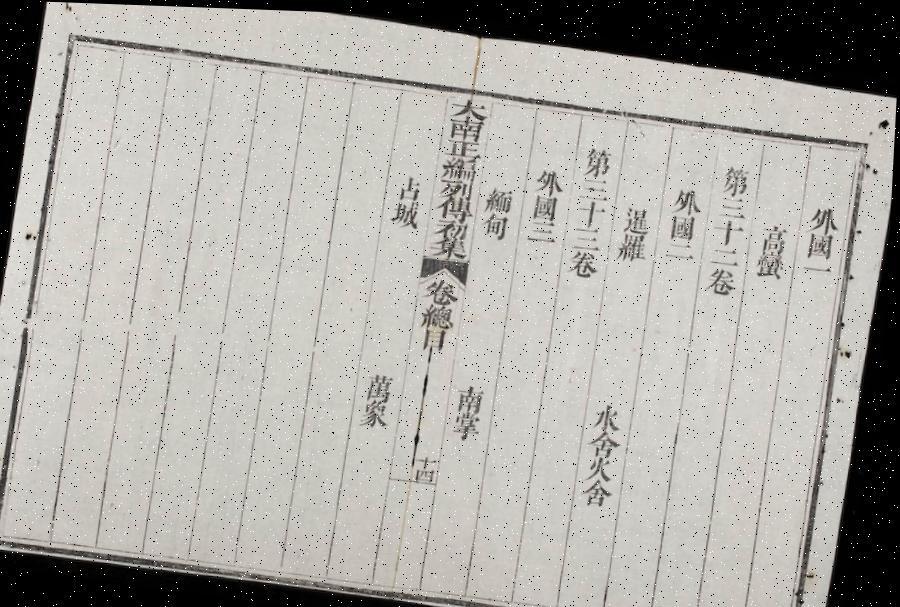 外國一
高蠻
第三十二卷
外國二
暹羅 水舍火舍
第三十三卷
外國三
緬甸 南掌
大南正編列傳初集 卷總目 十四
占城 萬象